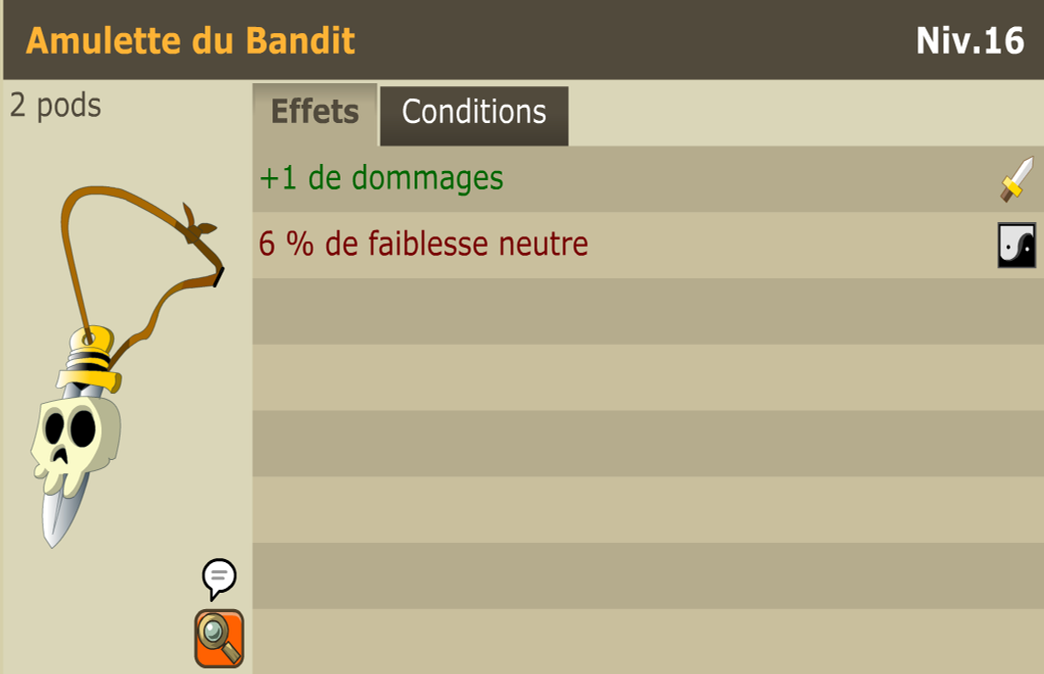 Amulette du Bandit
Niv.16
2 pods
Effets
Conditions
+1 de dommages
6 % de faiblesse neutre